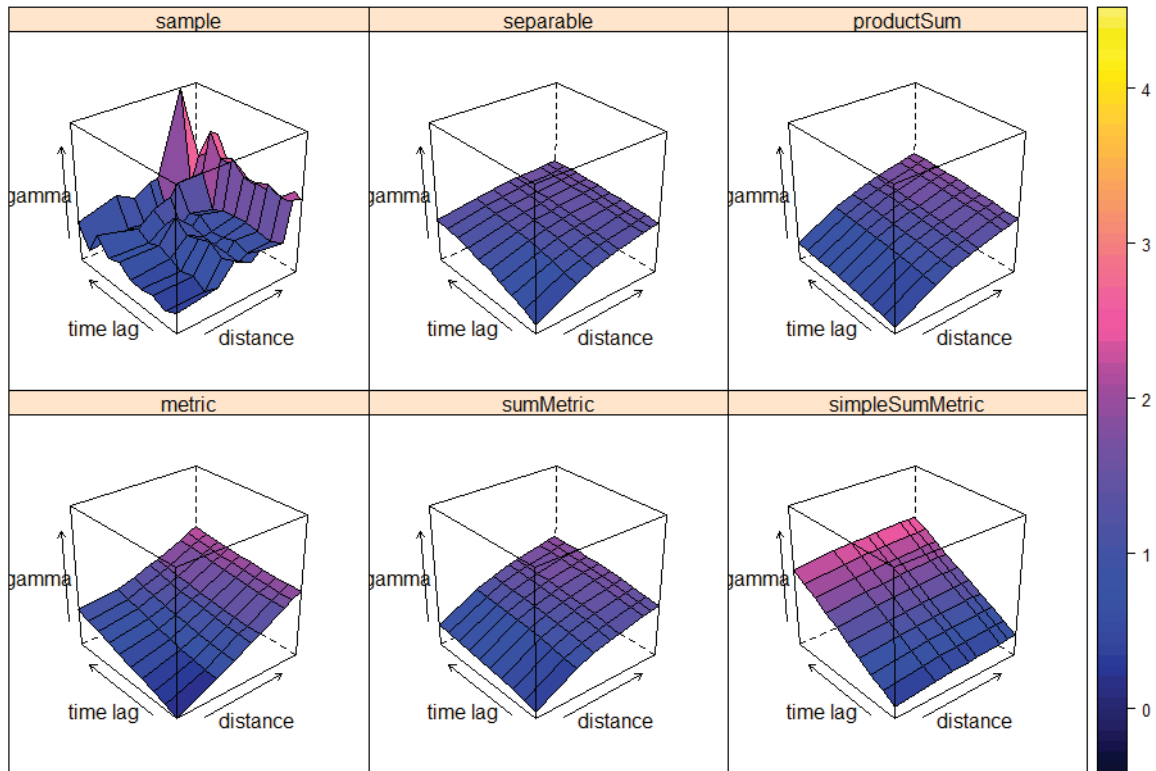 sample
separable
productSum
gamma
time lag
distance
gamma
time lag
distance
gamma
time lag
distance
metric
sumMetric
simpleSumMetric
gamma
time lag
distance
gamma
time lag
distance
gamma
time lag
distance
4
3
2
1
0